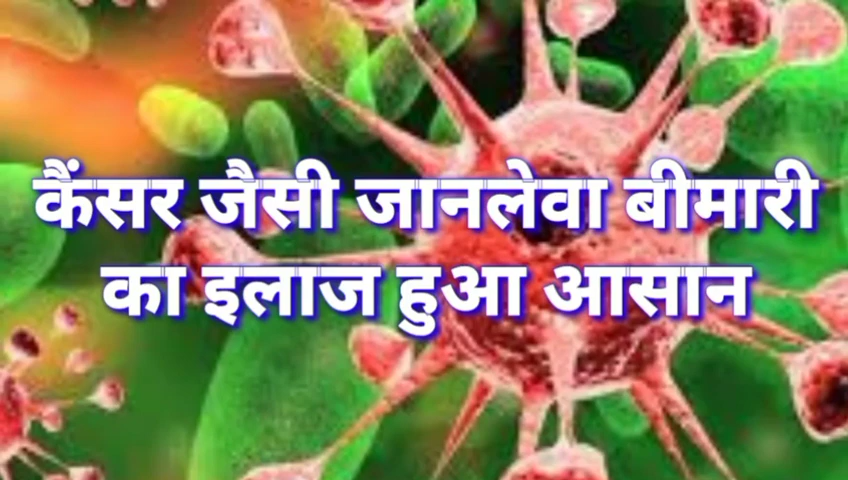 कैंसर जैसी जानलेवा बीमारी
का इलाज हुआ आसान